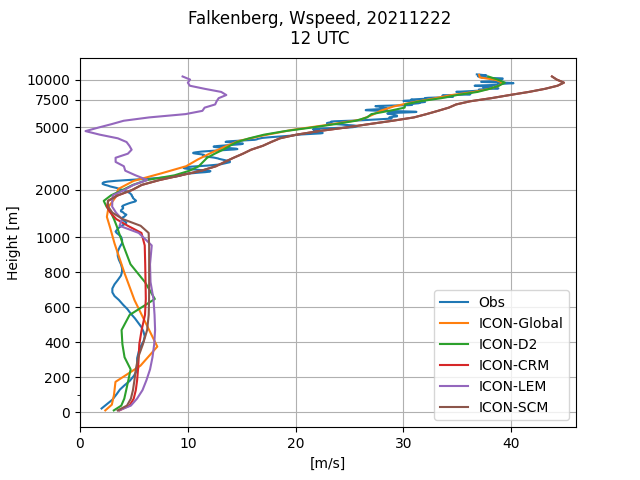 Falkenberg, Wspeed, 20211222
12 UTC
Height [m]
10000
7500
5000
2000
1000
800
600
400
200
0
Obs
ICON-Global
ICON-D2
ICON-CRM
ICON-LEM
ICON-SCM
0 10 20 30 40
[m/s]